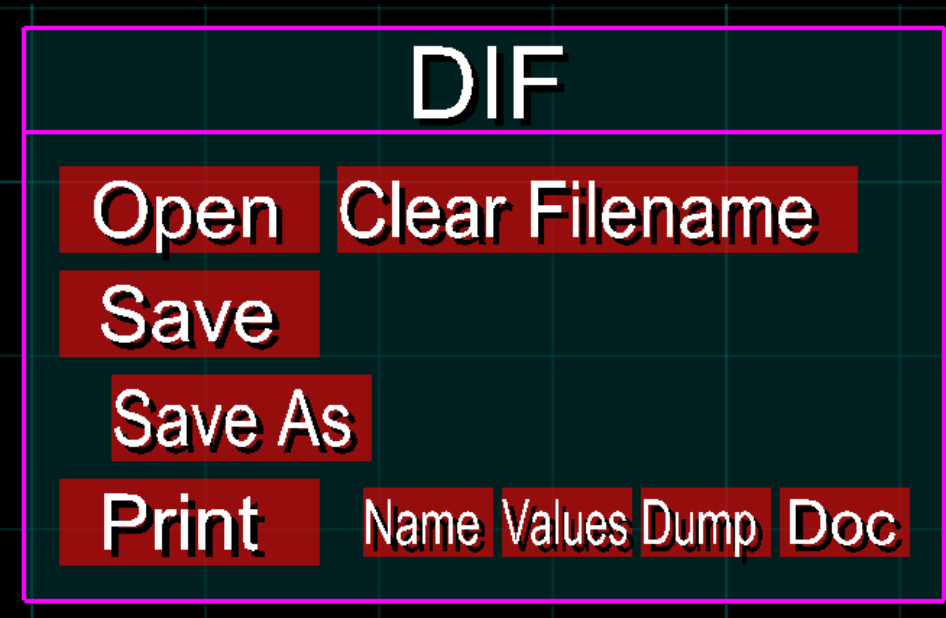 DIF
Open Clear Filename
Save
Save As
Print Name Values Dump Doc